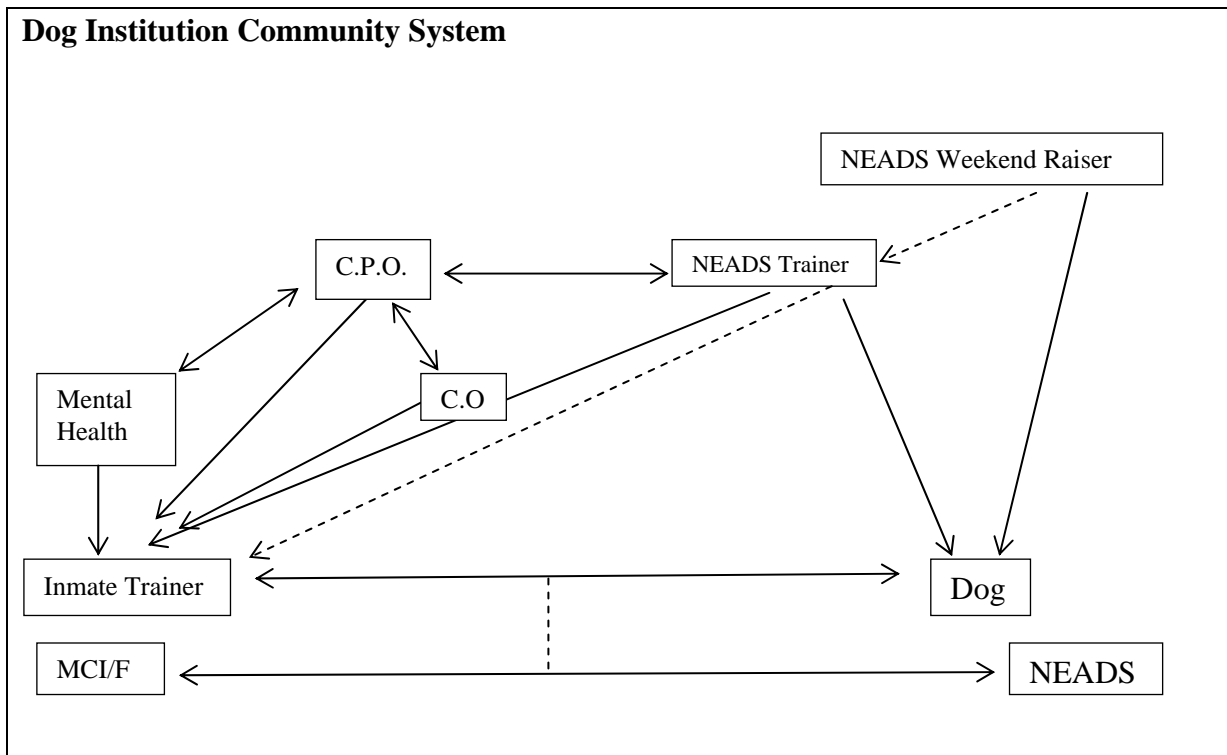 Dog Institution Community System
NEADS Weekend Raiser
C.P.O.
NEADS Trainer
Mental
Health
C.O
Inmate Trainer
Dog
MCI/F
NEADS